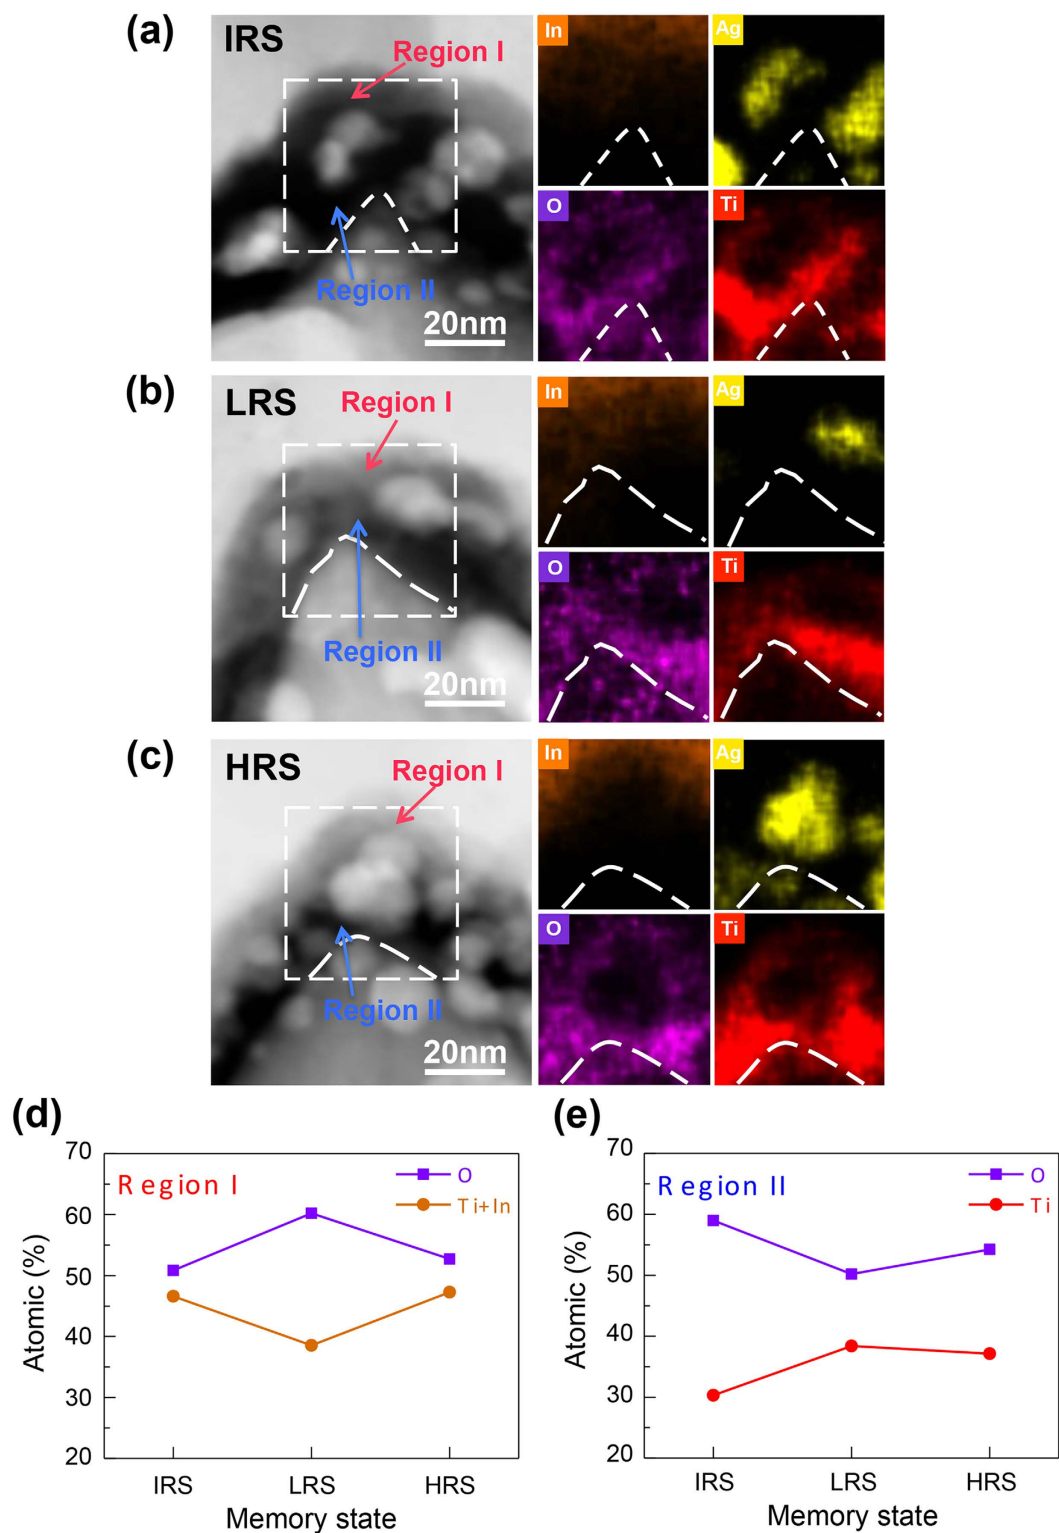 (a)
IRS
Region I
Region II
20nm
In
Ag
O
Ti
(b)
LRS
Region I
Region II
20nm
In
Ag
O
Ti
(c)
HRS
Region I
Region II
20nm
In
Ag
O
Ti
(d)
70
60
50
40
30
20
Atomic (%)
Region I
O
Ti+In
IRS LRS HRS
Memory state
(e)
70
60
50
40
30
20
Atomic (%)
Region II
O
Ti
IRS LRS HRS
Memory state